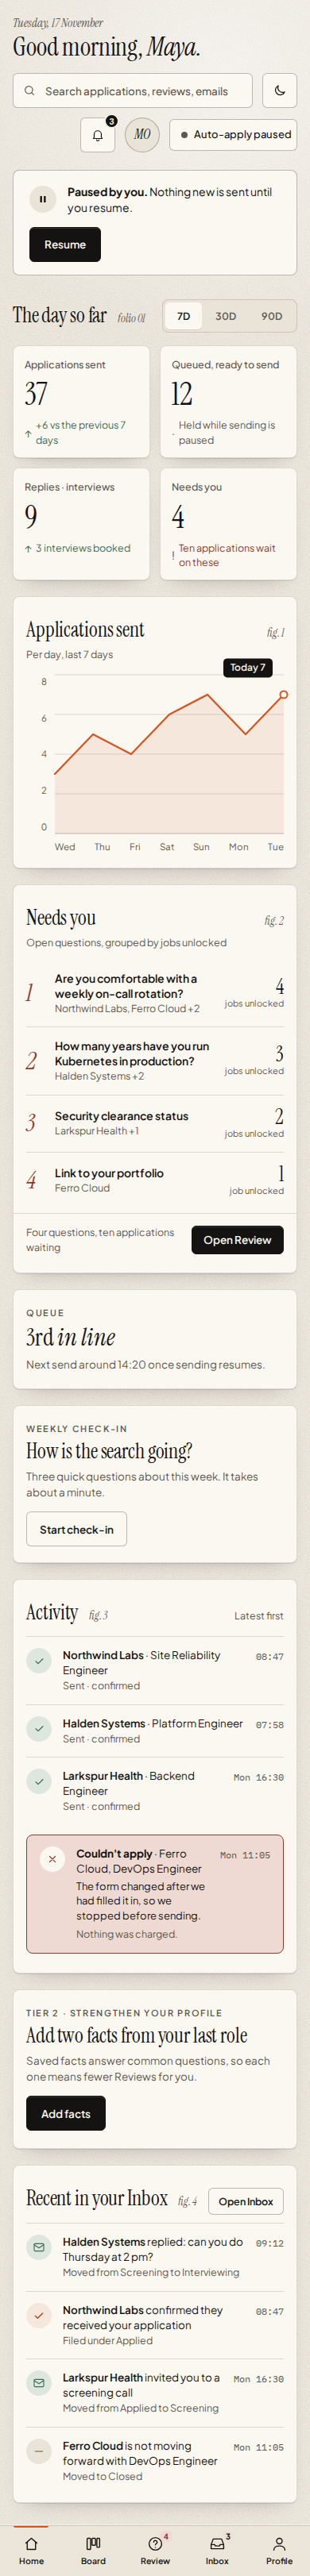 Tuesday, 17 November
Good morning, Maya.
Search applications, reviews, emails
3
MO
Auto-apply paused
Paused by you. Nothing new is sent until
you resume.
Resume
The day so far
folio 01
7D
30D
90D
Applications sent
37
↑ +6 vs the previous 7
days
Queued, ready to send
12
· Held while sending is
paused
Replies · interviews
9
↑ 3 interviews booked
Needs you
4
! Ten applications wait
on these
Applications sent
fig. 1
Per day, last 7 days
Today 7
8
6
4
2
0
Wed Thu Fri Sat Sun Mon Tue
Needs you
fig. 2
Open questions, grouped by jobs unlocked
1
Are you comfortable with a
weekly on-call rotation?
Northwind Labs, Ferro Cloud +2
4
jobs unlocked
2
How many years have you run
Kubernetes in production?
Halden Systems +2
3
jobs unlocked
3
Security clearance status
Larkspur Health +1
2
jobs unlocked
4
Link to your portfolio
Ferro Cloud
1
job unlocked
Four questions, ten applications
waiting
Open Review
QUEUE
3rd in line
Next send around 14:20 once sending resumes.
WEEKLY CHECK-IN
How is the search going?
Three quick questions about this week. It takes
about a minute.
Start check-in
Activity
fig. 3
Latest first
Northwind Labs · Site Reliability
Engineer
Sent · confirmed
08:47
Halden Systems · Platform Engineer
Sent · confirmed
07:58
Larkspur Health · Backend
Engineer
Sent · confirmed
Mon 16:30
Couldn't apply · Ferro
Cloud, DevOps Engineer
The form changed after we
had filled it in, so we
stopped before sending.
Nothing was charged.
Mon 11:05
TIER 2 · STRENGTHEN YOUR PROFILE
Add two facts from your last role
Saved facts answer common questions, so each
one means fewer Reviews for you.
Add facts
Recent in your Inbox
fig. 4
Open Inbox
Halden Systems replied: can you do
Thursday at 2 pm?
Moved from Screening to Interviewing
09:12
Northwind Labs confirmed they
received your application
Filed under Applied
08:47
Larkspur Health invited you to a
screening call
Moved from Applied to Screening
Mon 16:30
Ferro Cloud is not moving
forward with DevOps Engineer
Moved to Closed
Mon 11:05
Home
Board
4
Review
3
Inbox
Profile